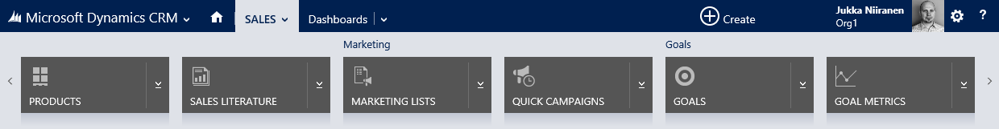 Microsoft Dynamics CRM
SALES
Dashboards
Create
Jukka Niiranen
Org1
?
Marketing
Goals
PRODUCTS
SALES LITERATURE
MARKETING LISTS
QUICK CAMPAIGNS
GOALS
GOAL METRICS